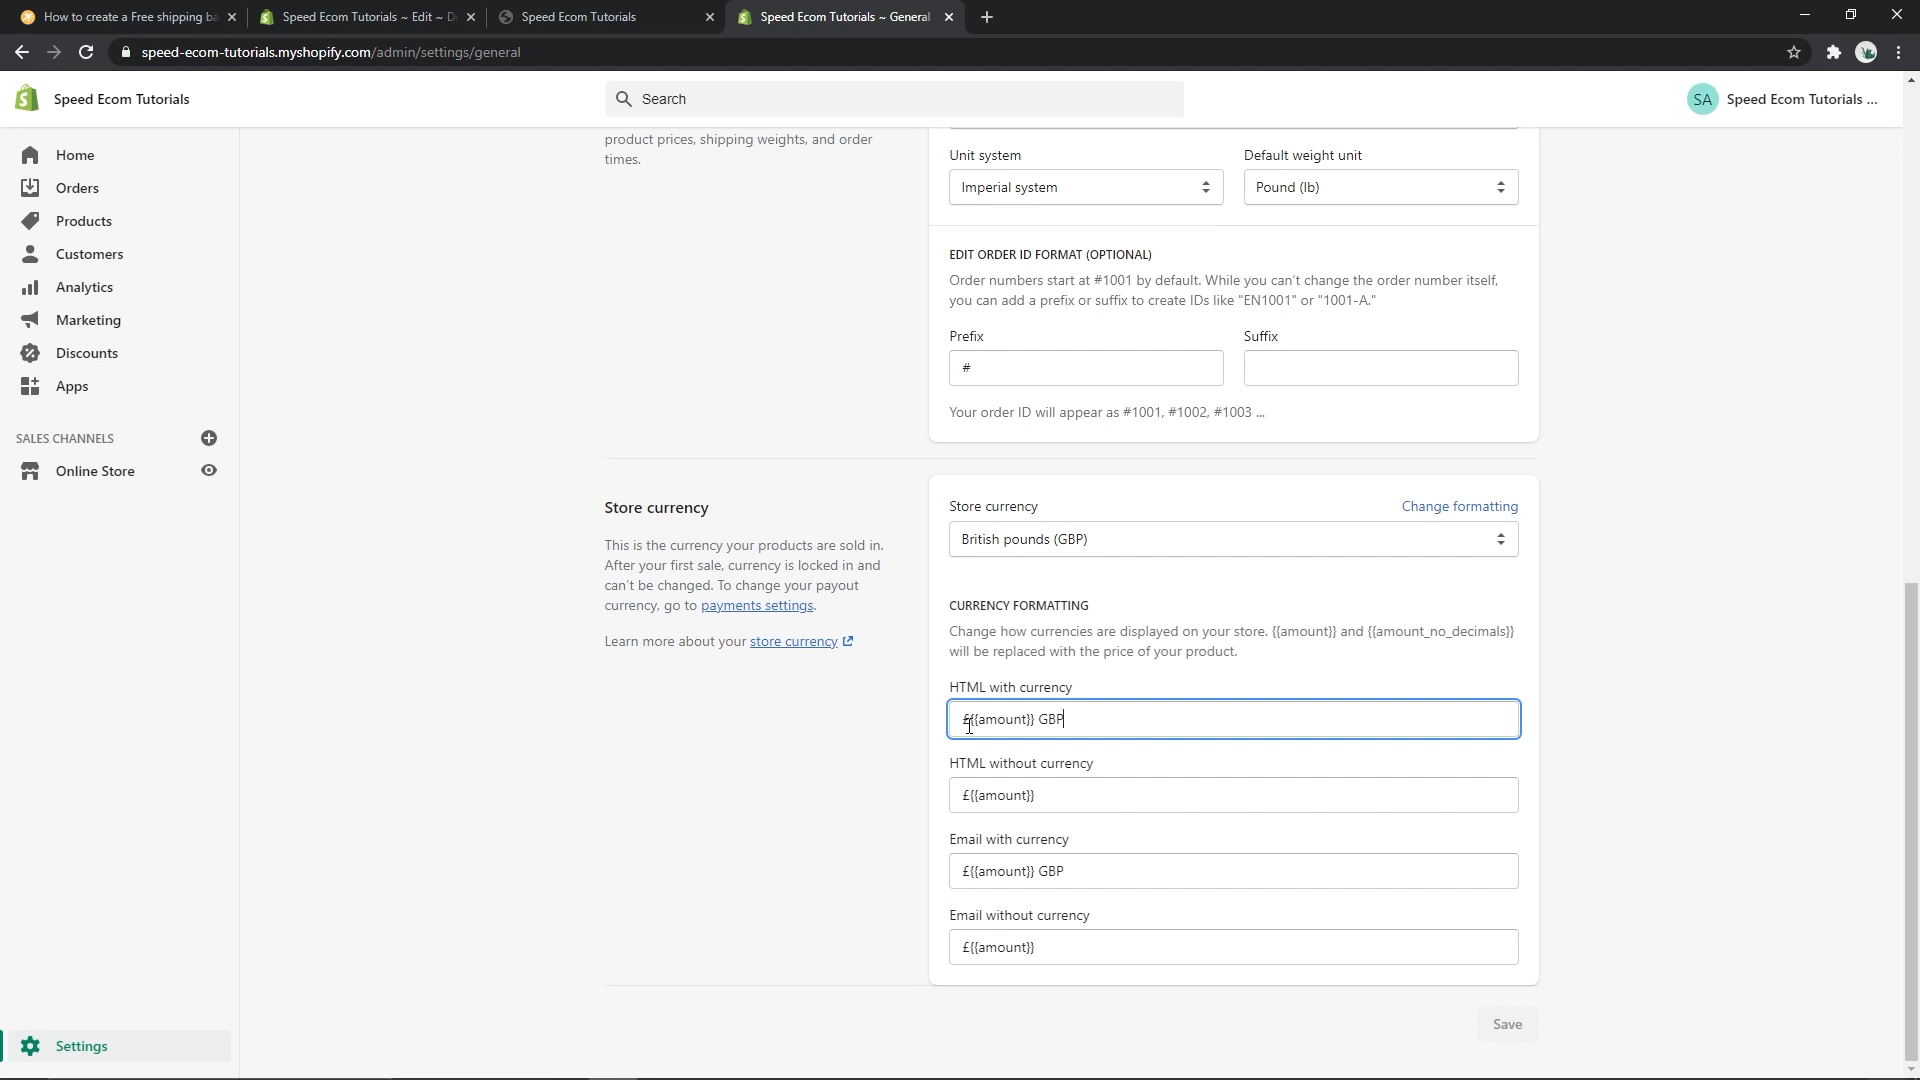 How to create a Free shipping ba
Speed Ecom Tutorials ~ Edit ~ D
Speed Ecom Tutorials
Speed Ecom Tutorials ~ General
speed-ecom-tutorials.myshopify.com/admin/settings/general
Speed Ecom Tutorials
Search
SA
Speed Ecom Tutorials ...
Home
Orders
Products
Customers
Analytics
Marketing
Discounts
Apps
SALES CHANNELS
Online Store
Settings
product prices, shipping weights, and order
times.
Unit system
Default weight unit
Imperial system
Pound (lb)
EDIT ORDER ID FORMAT (OPTIONAL)
Order numbers start at #1001 by default. While you can't change the order number itself,
you can add a prefix or suffix to create IDs like "EN1001" or "1001-A."
Prefix
Suffix
#
Your order ID will appear as #1001, #1002, #1003 ...
Store currency
This is the currency your products are sold in.
After your first sale, currency is locked in and
can't be changed. To change your payout
currency, go to payments settings.
Learn more about your store currency
Store currency
Change formatting
British pounds (GBP)
CURRENCY FORMATTING
Change how currencies are displayed on your store. {{amount}} and {{amount_no_decimals}}
will be replaced with the price of your product.
HTML with currency
£{{amount}} GBP
HTML without currency
£{{amount}}
Email with currency
£{{amount}} GBP
Email without currency
£{{amount}}
Save